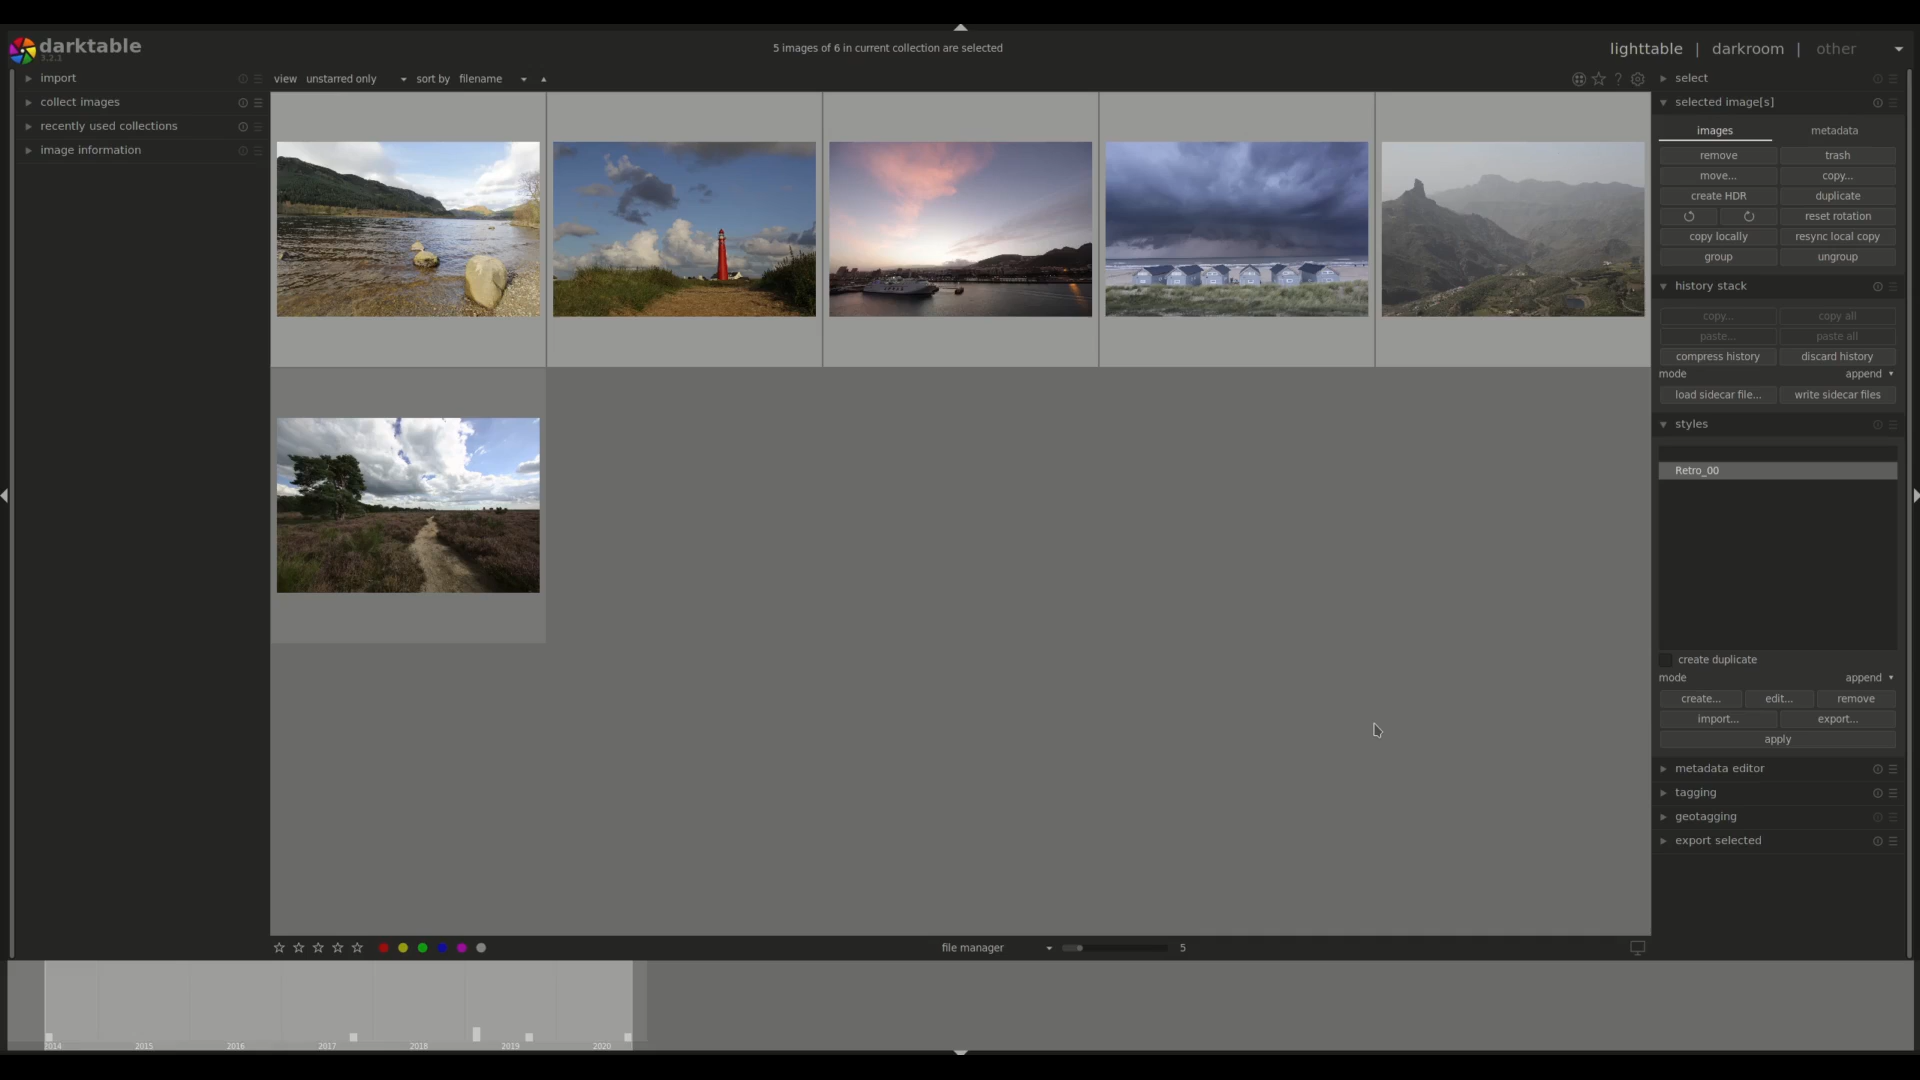 darktable
3.2.1
5 images of 6 in current collection are selected
lighttable | darkroom | other
import
collect images
recently used collections
image information
view unstarred only sort by filename
?
select
selected image[s]
images metadata
remove trash
move... copy...
create HDR duplicate
reset rotation
copy locally resync local copy
group ungroup
history stack
copy... copy all
paste... paste all
compress history discard history
mode append
load sidecar file... write sidecar files
styles
Retro_00
create duplicate
mode append
create... edit... remove
import... export...
apply
metadata editor
tagging
geotagging
export selected
file manager 5
2014 2015 2016 2017 2018 2019 2020